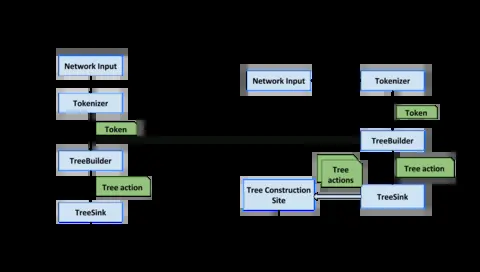 Network Input
Tokenizer
Token
TreeBuilder
Tree action
TreeSink
Network Input
Tokenizer
Token
TreeBuilder
Tree action
Tree
actions
Tree Construction
Site
TreeSink